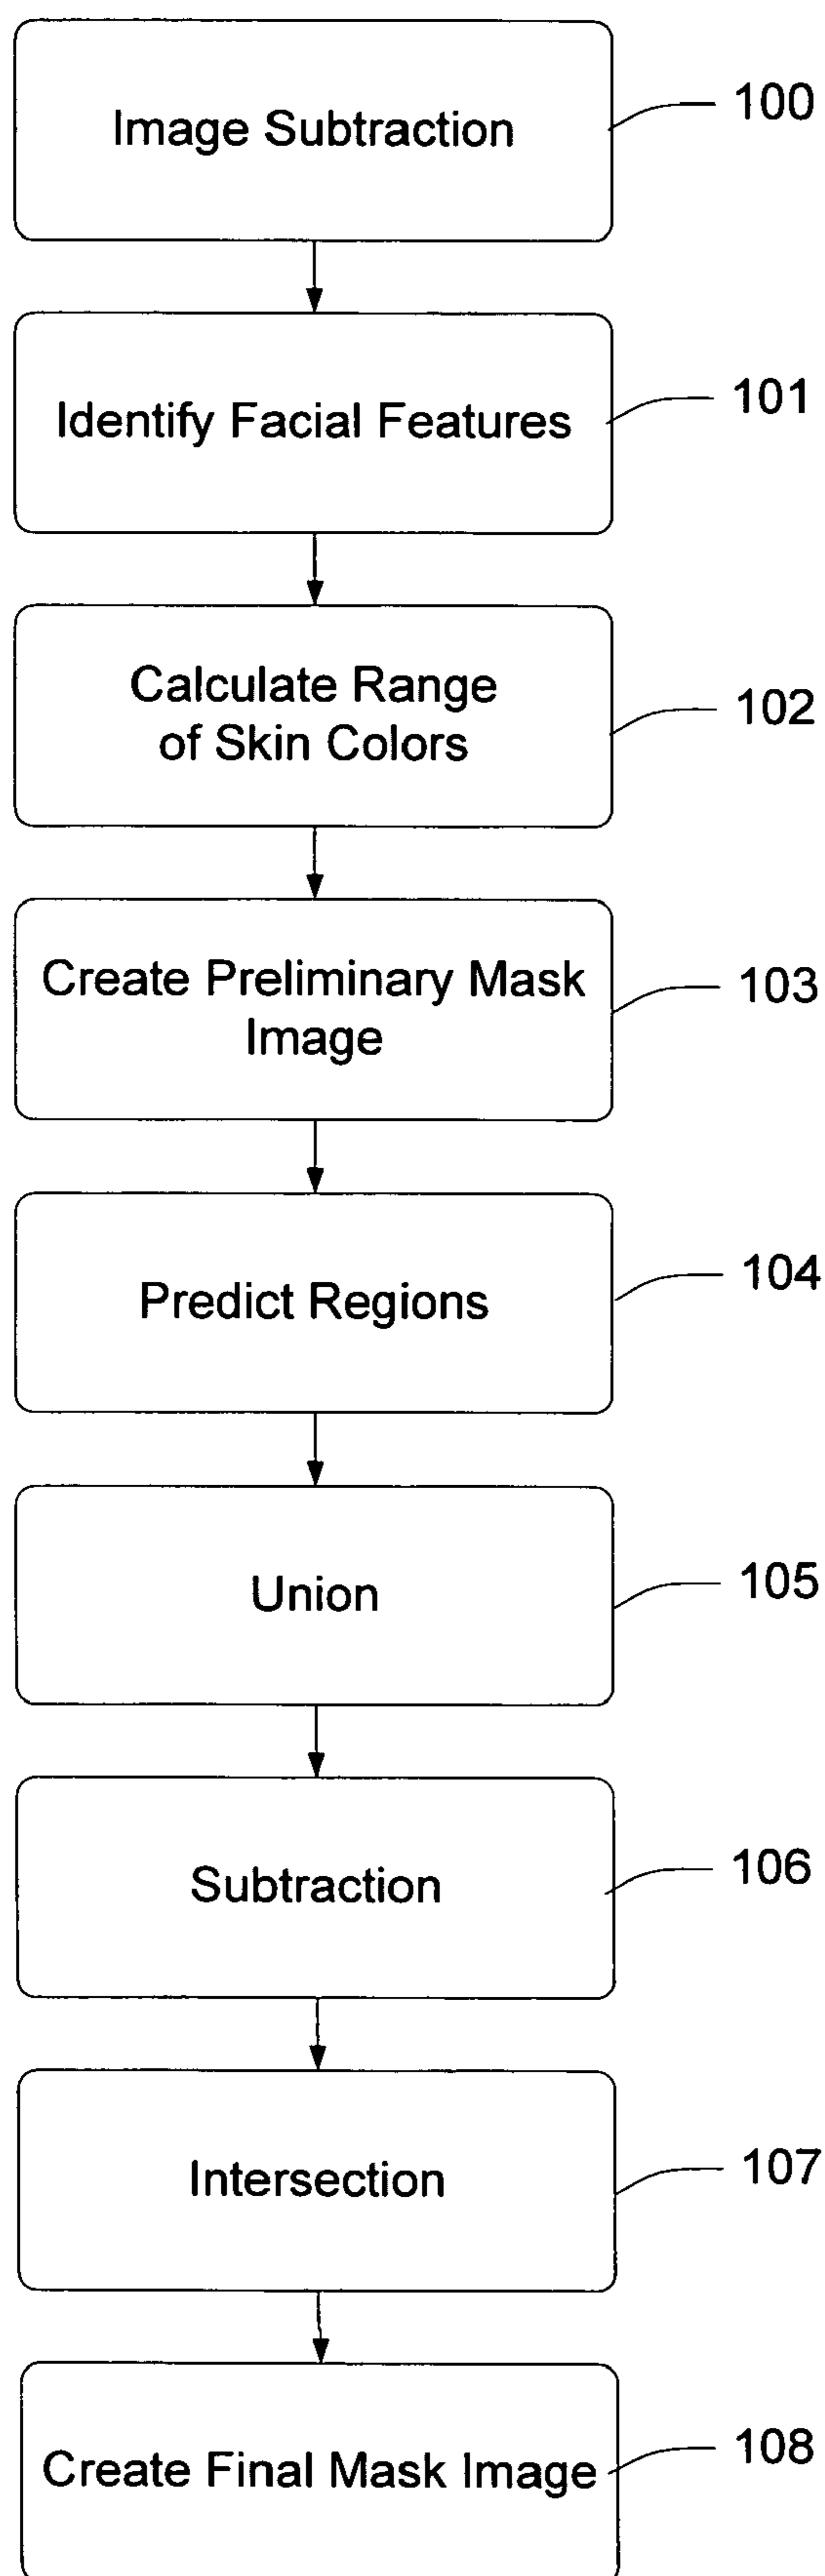 Image Subtraction
100
Identify Facial Features
101
Calculate Range
of Skin Colors
102
Create Preliminary Mask
Image
103
Predict Regions
104
Union
105
Subtraction
106
Intersection
107
Create Final Mask Image
108